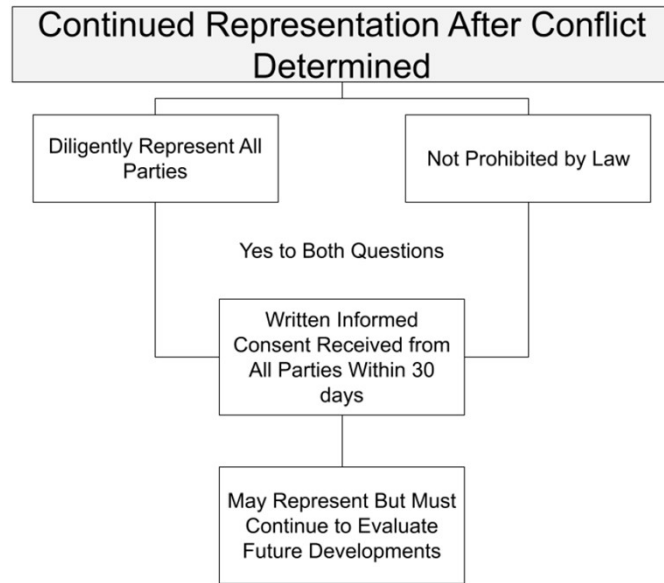 Continued Representation After Conflict
Determined
Diligently Represent All
Parties
Not Prohibited by Law
Yes to Both Questions
Written Informed
Consent Received from
All Parties Within 30
days
May Represent But Must
Continue to Evaluate
Future Developments